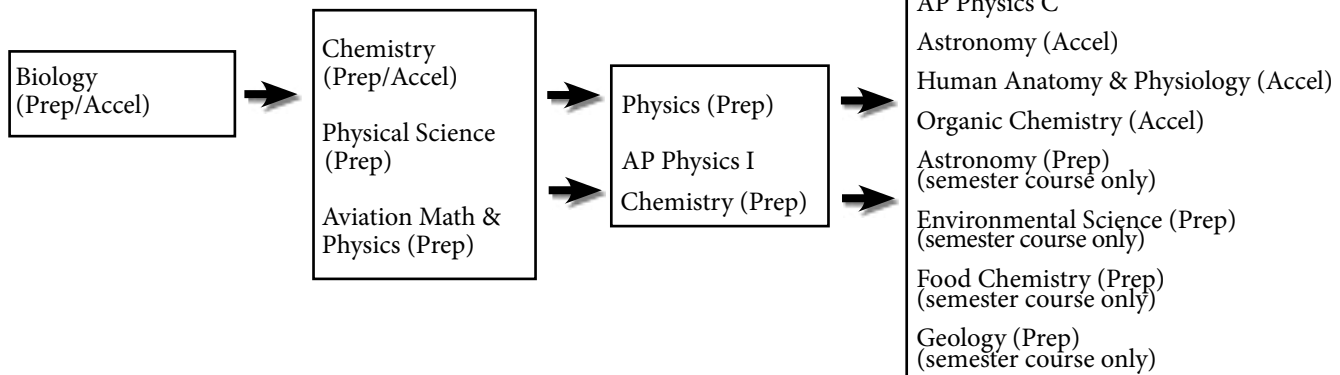 Biology
(Prep/Accel)
Chemistry
(Prep/Accel)
Physical Science
(Prep)
Aviation Math &
Physics (Prep)
Physics (Prep)
AP Physics I
Chemistry (Prep)
AP Physics C
Astronomy (Accel)
Human Anatomy & Physiology (Accel)
Organic Chemistry (Accel)
Astronomy (Prep)
(semester course only)
Environmental Science (Prep)
(semester course only)
Food Chemistry (Prep)
(semester course only)
Geology (Prep)
(semester course only)